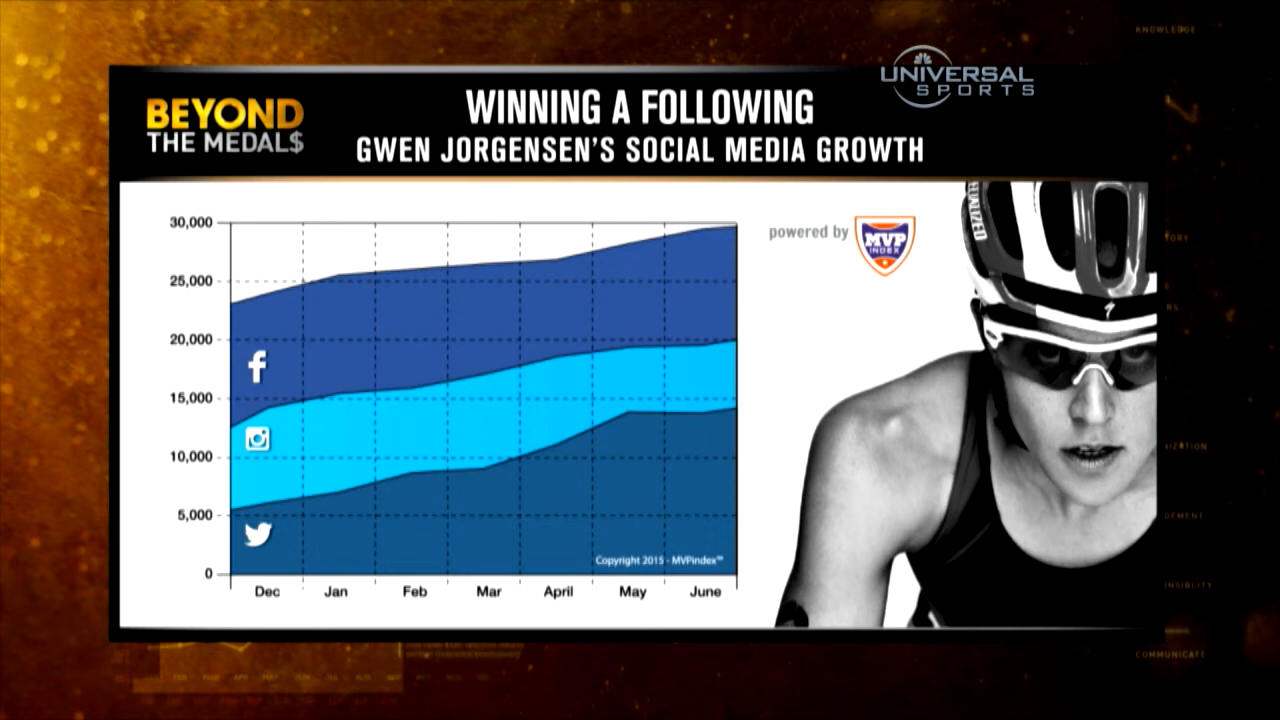 KNOWLEDGE
UNIVERSAL
SPORTS
BEYOND
THE MEDAL$
WINNING A FOLLOWING
GWEN JORGENSEN'S SOCIAL MEDIA GROWTH
powered by
MVP
INDEX
30,000
25,000
20,000
15,000
10,000
5,000
0
Copyright 2015 - MVPindex™
Dec Jan Feb Mar April May June
COMMUNICATE